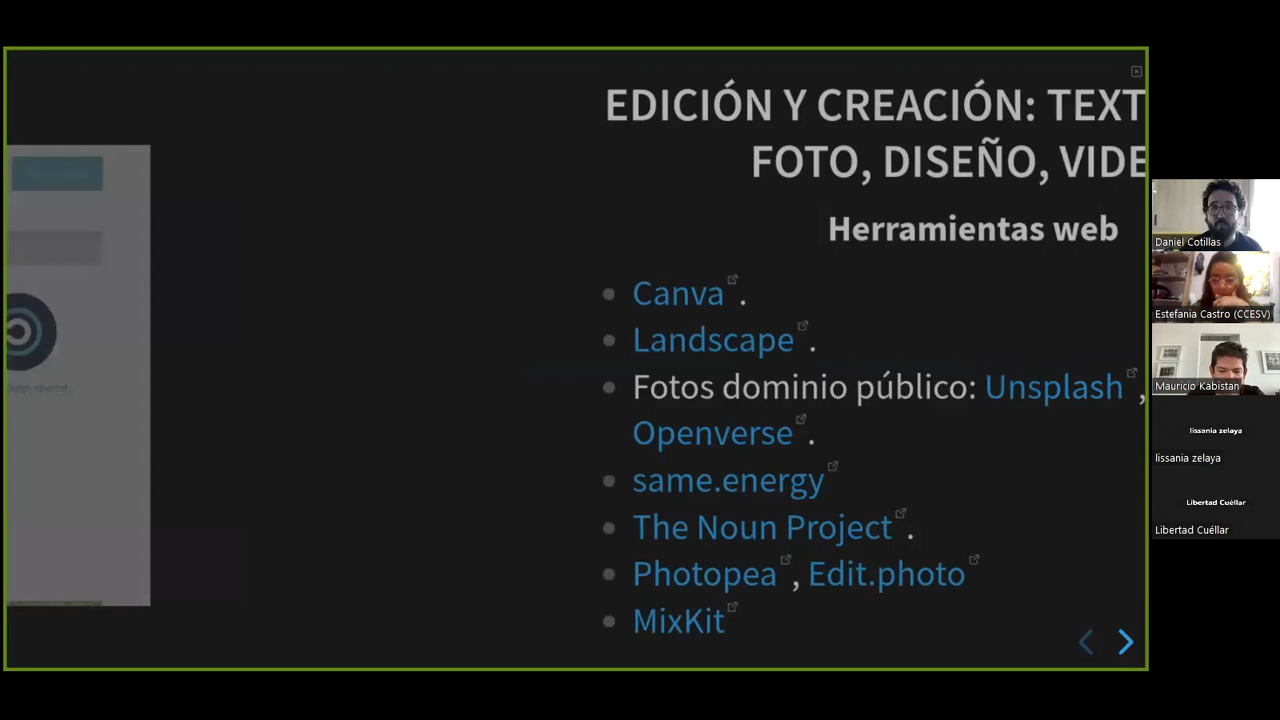 EDICIÓN Y CREACIÓN: TEXT
FOTO, DISEÑO, VIDE
Herramientas web
Canva.
Landscape.
Fotos dominio público: Unsplash,
Openverse.
same.energy
The Noun Project.
Photopea, Edit.photo
MixKit
Daniel Cotillas
Estefania Castro (CCESV)
Mauricio Kabistan
lissania zelaya
lissania zelaya
Libertad Cuéllar
Libertad Cuéllar